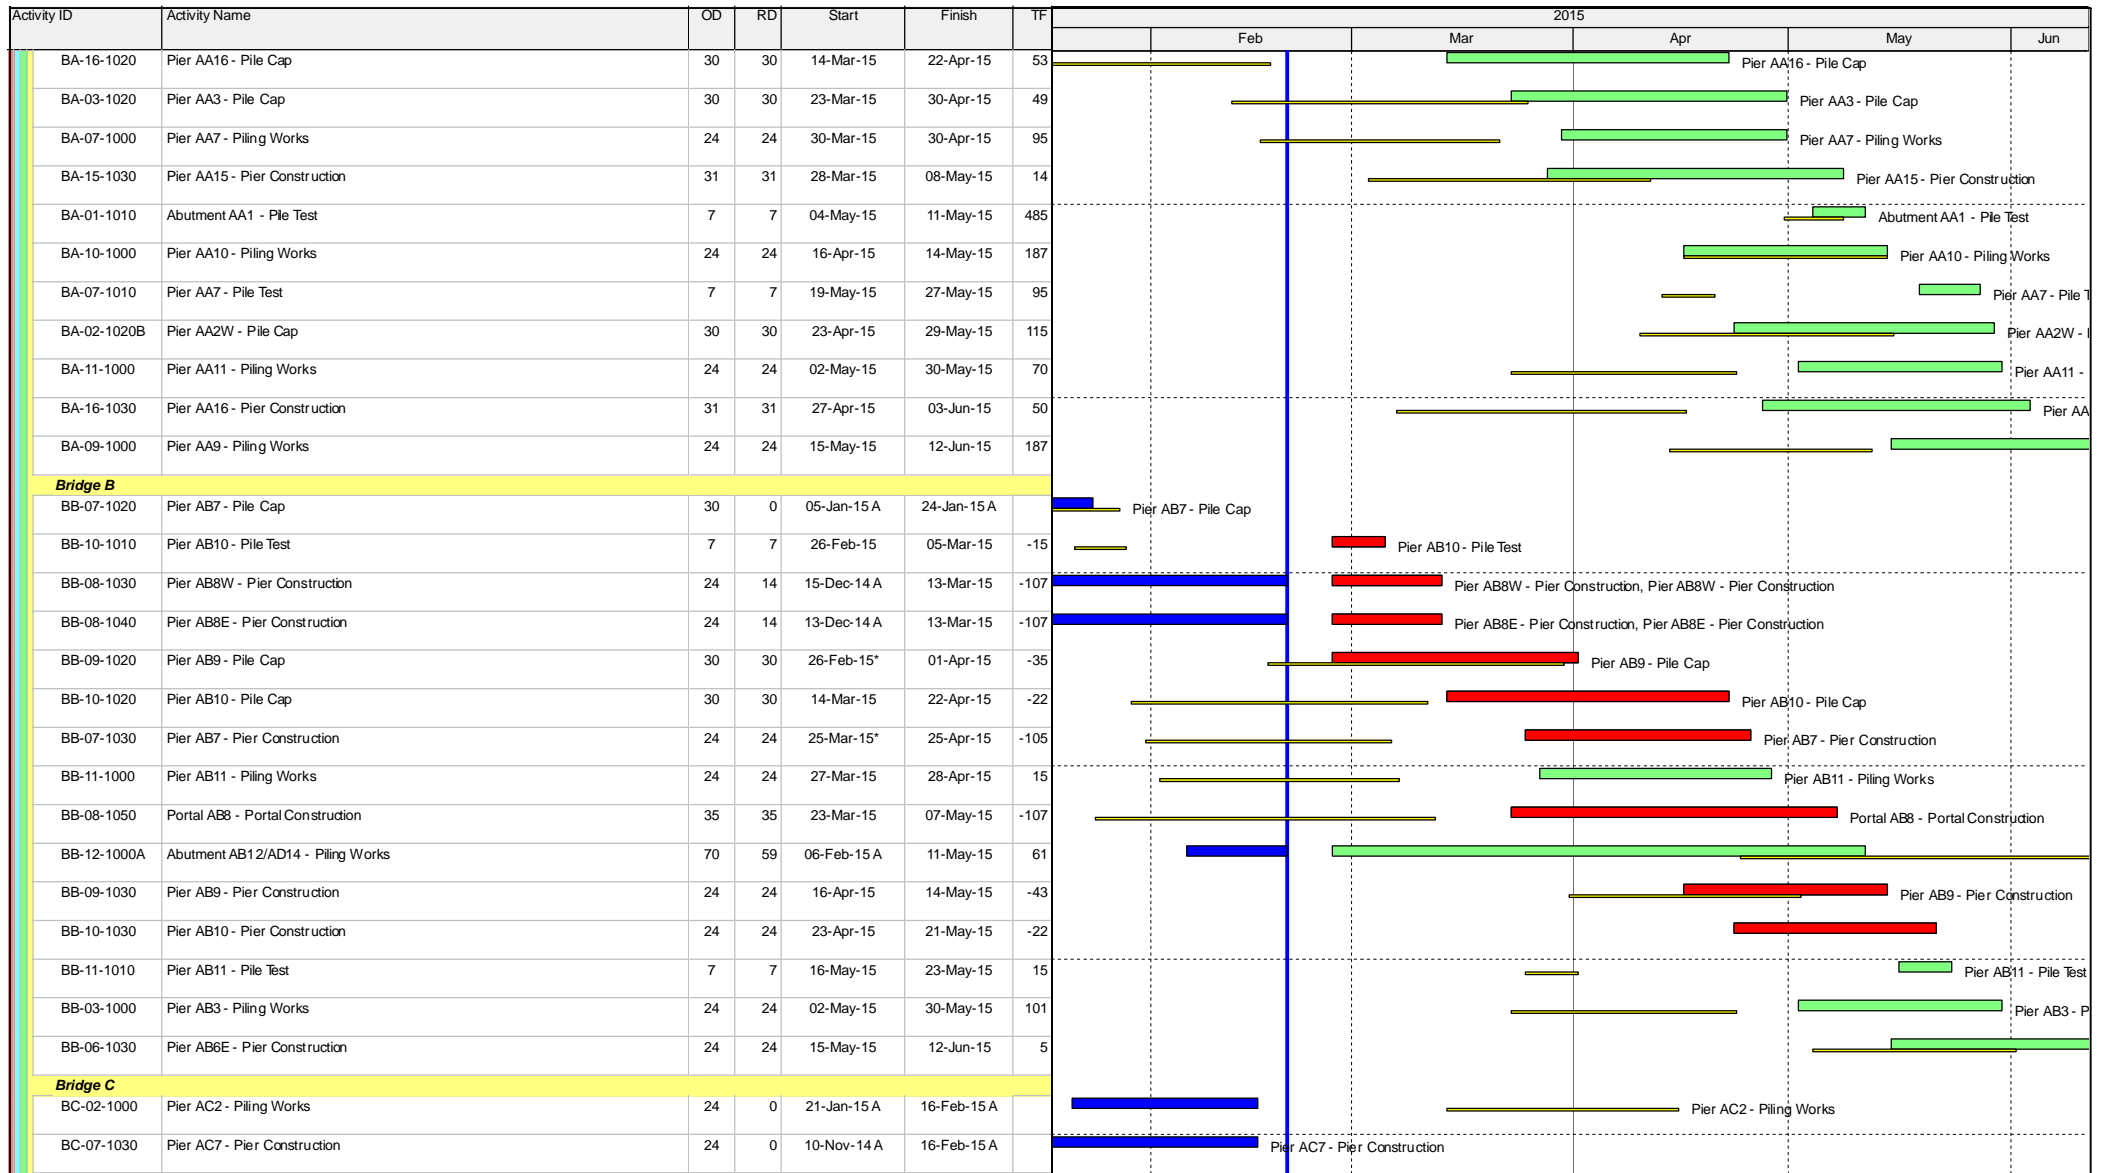 Activity ID Activity Name OD RD Start Finish TF 2015
Feb Mar Apr May Jun
BA-16-1020 Pier AA16 - Pile Cap 30 30 14-Mar-15 22-Apr-15 53 Pier AA16 - Pile Cap
BA-03-1020 Pier AA3 - Pile Cap 30 30 23-Mar-15 30-Apr-15 49 Pier AA3 - Pile Cap
BA-07-1000 Pier AA7 - Piling Works 24 24 30-Mar-15 30-Apr-15 95 Pier AA7 - Piling Works
BA-15-1030 Pier AA15 - Pier Construction 31 31 28-Mar-15 08-May-15 14 Pier AA15 - Pier Construction
BA-01-1010 Abutment AA1 - Pile Test 7 7 04-May-15 11-May-15 485 Abutment AA1 - Pile Test
BA-10-1000 Pier AA10 - Piling Works 24 24 16-Apr-15 14-May-15 187 Pier AA10 - Piling Works
BA-07-1010 Pier AA7 - Pile Test 7 7 19-May-15 27-May-15 95 Pier AA7 - Pile T
BA-02-1020B Pier AA2W - Pile Cap 30 30 23-Apr-15 29-May-15 115 Pier AA2W -
BA-11-1000 Pier AA11 - Piling Works 24 24 02-May-15 30-May-15 70 Pier AA11 -
BA-16-1030 Pier AA16 - Pier Construction 31 31 27-Apr-15 03-Jun-15 50 Pier AA
BA-09-1000 Pier AA9 - Piling Works 24 24 15-May-15 12-Jun-15 187
Bridge B
BB-07-1020 Pier AB7 - Pile Cap 30 0 05-Jan-15 A 24-Jan-15 A Pier AB7 - Pile Cap
BB-10-1010 Pier AB10 - Pile Test 7 7 26-Feb-15 05-Mar-15 -15 Pier AB10 - Pile Test
BB-08-1030 Pier AB8W - Pier Construction 24 14 15-Dec-14 A 13-Mar-15 -107 Pier AB8W - Pier Construction, Pier AB8W - Pier Construction
BB-08-1040 Pier AB8E - Pier Construction 24 14 13-Dec-14 A 13-Mar-15 -107 Pier AB8E - Pier Construction, Pier AB8E - Pier Construction
BB-09-1020 Pier AB9 - Pile Cap 30 30 26-Feb-15* 01-Apr-15 -35 Pier AB9 - Pile Cap
BB-10-1020 Pier AB10 - Pile Cap 30 30 14-Mar-15 22-Apr-15 -22 Pier AB10 - Pile Cap
BB-07-1030 Pier AB7 - Pier Construction 24 24 25-Mar-15* 25-Apr-15 -105 Pier AB7 - Pier Construction
BB-11-1000 Pier AB11 - Piling Works 24 24 27-Mar-15 28-Apr-15 15 Pier AB11 - Piling Works
BB-08-1050 Portal AB8 - Portal Construction 35 35 23-Mar-15 07-May-15 -107 Portal AB8 - Portal Construction
BB-12-1000A Abutment AB12/AD14 - Piling Works 70 59 06-Feb-15 A 11-May-15 61
BB-09-1030 Pier AB9 - Pier Construction 24 24 16-Apr-15 14-May-15 -43 Pier AB9 - Pier Construction
BB-10-1030 Pier AB10 - Pier Construction 24 24 23-Apr-15 21-May-15 -22
BB-11-1010 Pier AB11 - Pile Test 7 7 16-May-15 23-May-15 15 Pier AB11 - Pile Test
BB-03-1000 Pier AB3 - Piling Works 24 24 02-May-15 30-May-15 101 Pier AB3 - P
BB-06-1030 Pier AB6E - Pier Construction 24 24 15-May-15 12-Jun-15 5
Bridge C
BC-02-1000 Pier AC2 - Piling Works 24 0 21-Jan-15 A 16-Feb-15 A Pier AC2 - Piling Works
BC-07-1030 Pier AC7 - Pier Construction 24 0 10-Nov-14 A 16-Feb-15 A Pier AC7 - Pier Construction